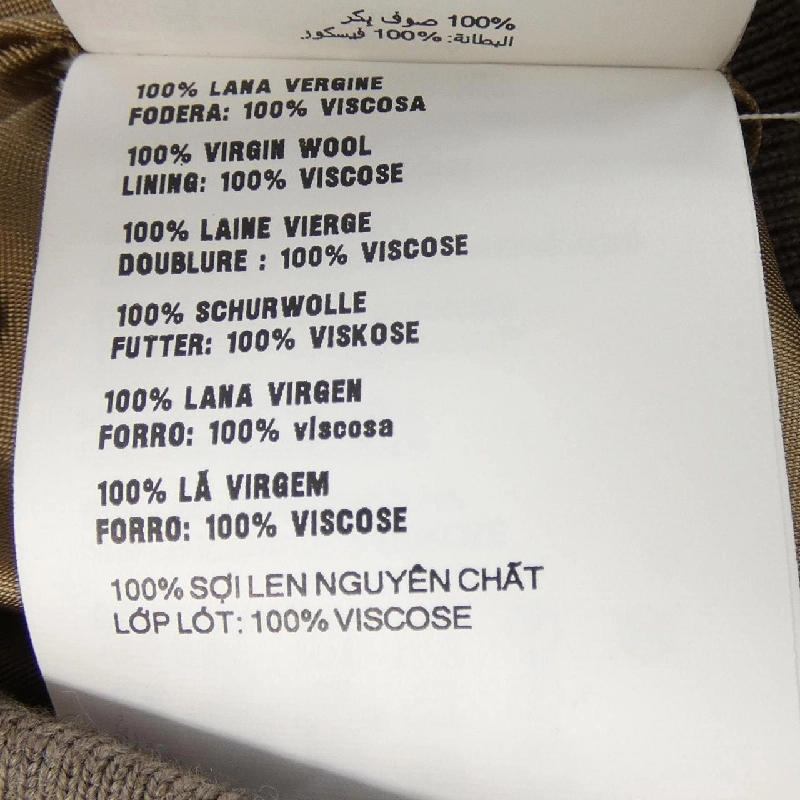 100% صوف بكر
البطانة: 100% فيسكوز
100% LANA VERGINE
FODERA: 100% VISCOSA
100% VIRGIN WOOL
LINING: 100% VISCOSE
100% LAINE VIERGE
DOUBLURE : 100% VISCOSE
100% SCHURWOLLE
FUTTER: 100% VISKOSE
100% LANA VIRGEN
FORRO: 100% viscosa
100% LÃ VIRGEM
FORRO: 100% VISCOSE
100% SỢI LEN NGUYÊN CHẤT
LỚP LÓT: 100% VISCOSE